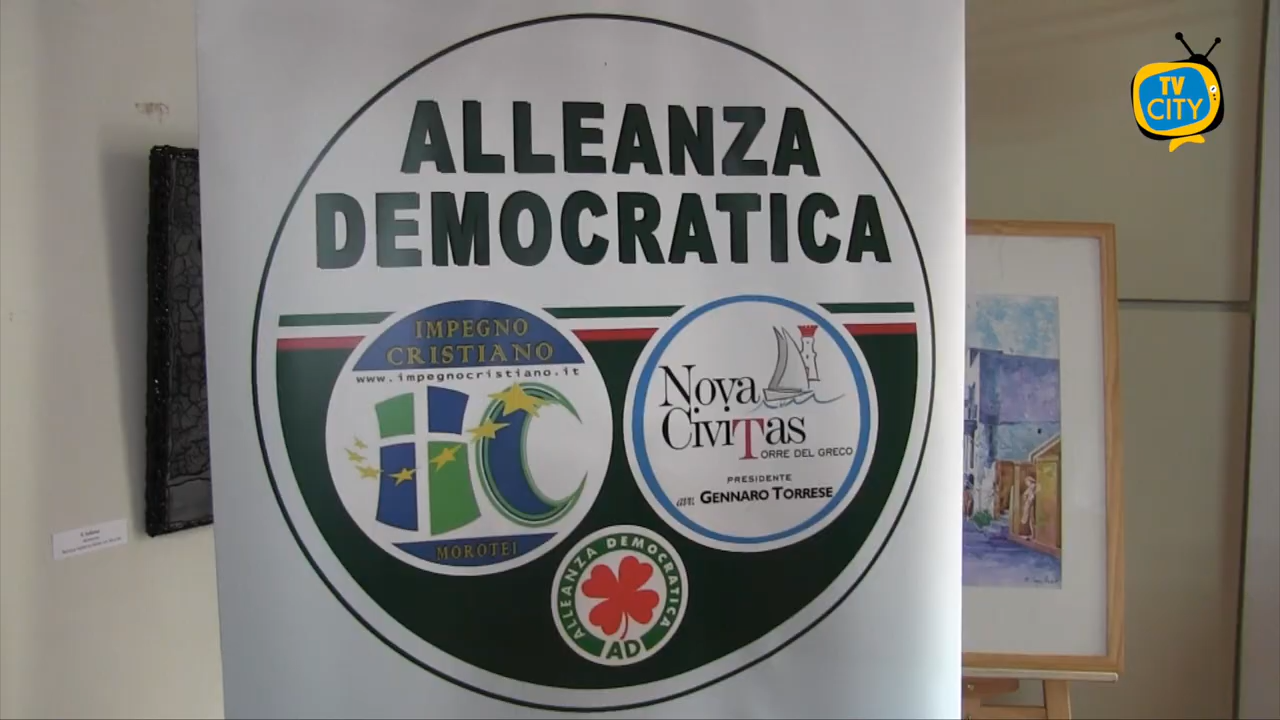 TV
CITY
ALLEANZA
DEMOCRATICA
IMPEGNO
CRISTIANO
www.impegnocristiano.it
MOROTEI
NOVA
CIVITAS
TORRE DEL GRECO
PRESIDENTE
avv. GENNARO TORRESE
ALLEANZA DEMOCRATICA
AD